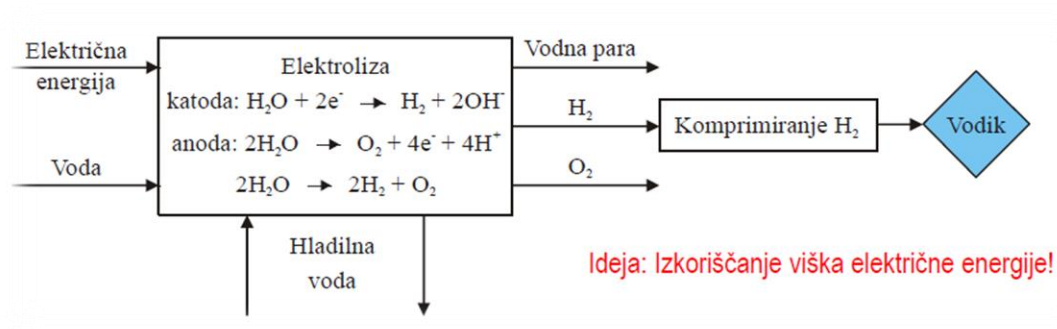 Električna
energija
Voda
Elektroliza
katoda: H₂O + 2e⁻ → H₂ + 2OH⁻
anoda: 2H₂O → O₂ + 4e⁻ + 4H⁺
2H₂O → 2H₂ + O₂
Hladilna
voda
Vodna para
H₂
O₂
Komprimiranje H₂
Vodik
Ideja: Izkoriščanje viška električne energije!